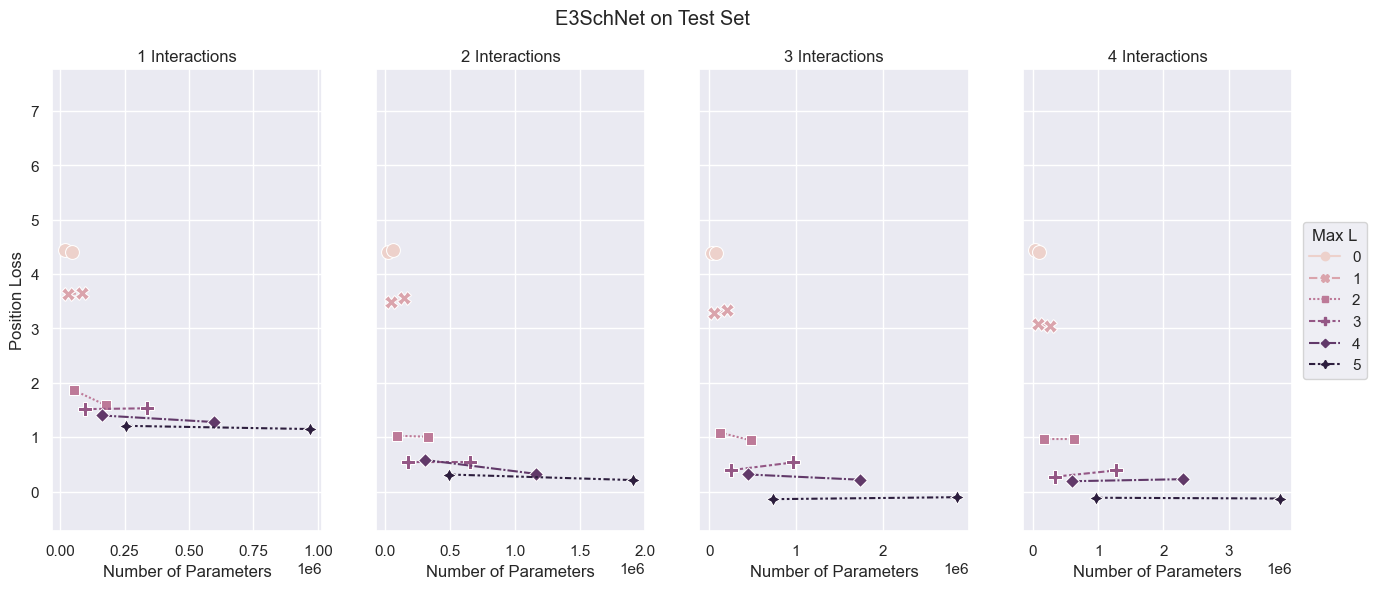 E3SchNet on Test Set
1 Interactions
2 Interactions
3 Interactions
4 Interactions
Position Loss
7
6
5
4
3
2
1
0
0.00 0.25 0.50 0.75 1.00
1e6
Number of Parameters
0.0 0.5 1.0 1.5 2.0
1e6
Number of Parameters
0 1 2
1e6
Number of Parameters
0 1 2 3
1e6
Number of Parameters
Max L
0
1
2
3
4
5